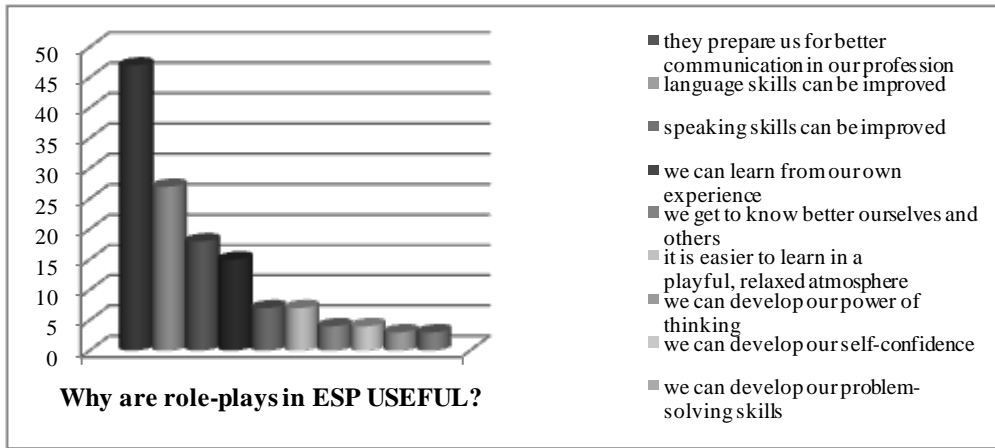 50
45
40
35
30
25
20
15
10
5
0
Why are role-plays in ESP USEFUL?
they prepare us for better
communication in our profession
language skills can be improved
speaking skills can be improved
we can learn from our own
experience
we get to know better ourselves and
others
it is easier to learn in a
playful, relaxed atmosphere
we can develop our power of
thinking
we can develop our self-confidence
we can develop our problem-
solving skills